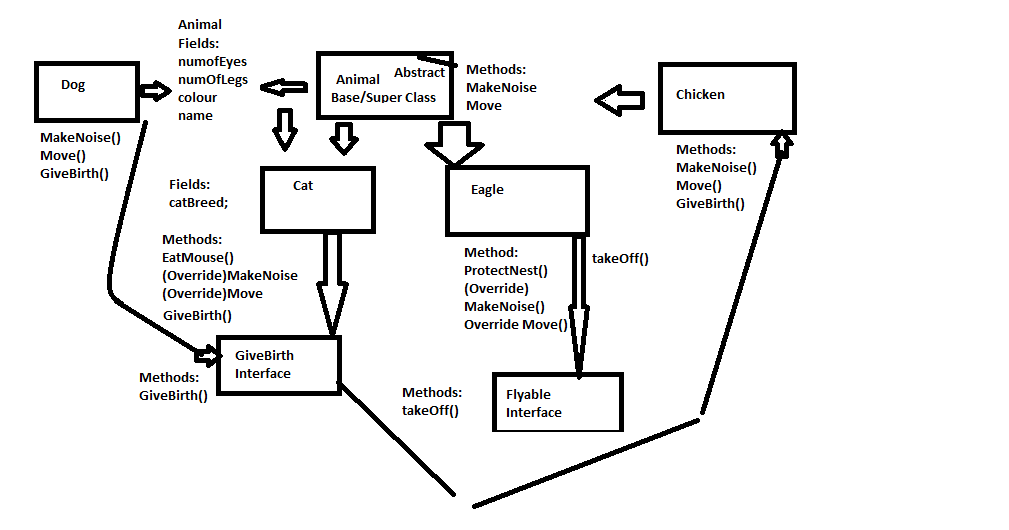 Animal
Fields:
numofEyes
numOfLegs
colour
name
Dog
MakeNoise()
Move()
GiveBirth()
Abstract
Animal
Base/Super Class
Methods:
MakeNoise
Move
Chicken
Methods:
MakeNoise()
Move()
GiveBirth()
Cat
Fields:
catBreed;
Methods:
EatMouse()
(Override)MakeNoise
(Override)Move
GiveBirth()
Eagle
Method:
ProtectNest()
(Override)
MakeNoise()
Override Move()
takeOff()
GiveBirth
Interface
Methods:
GiveBirth()
Methods:
takeOff()
Flyable
Interface